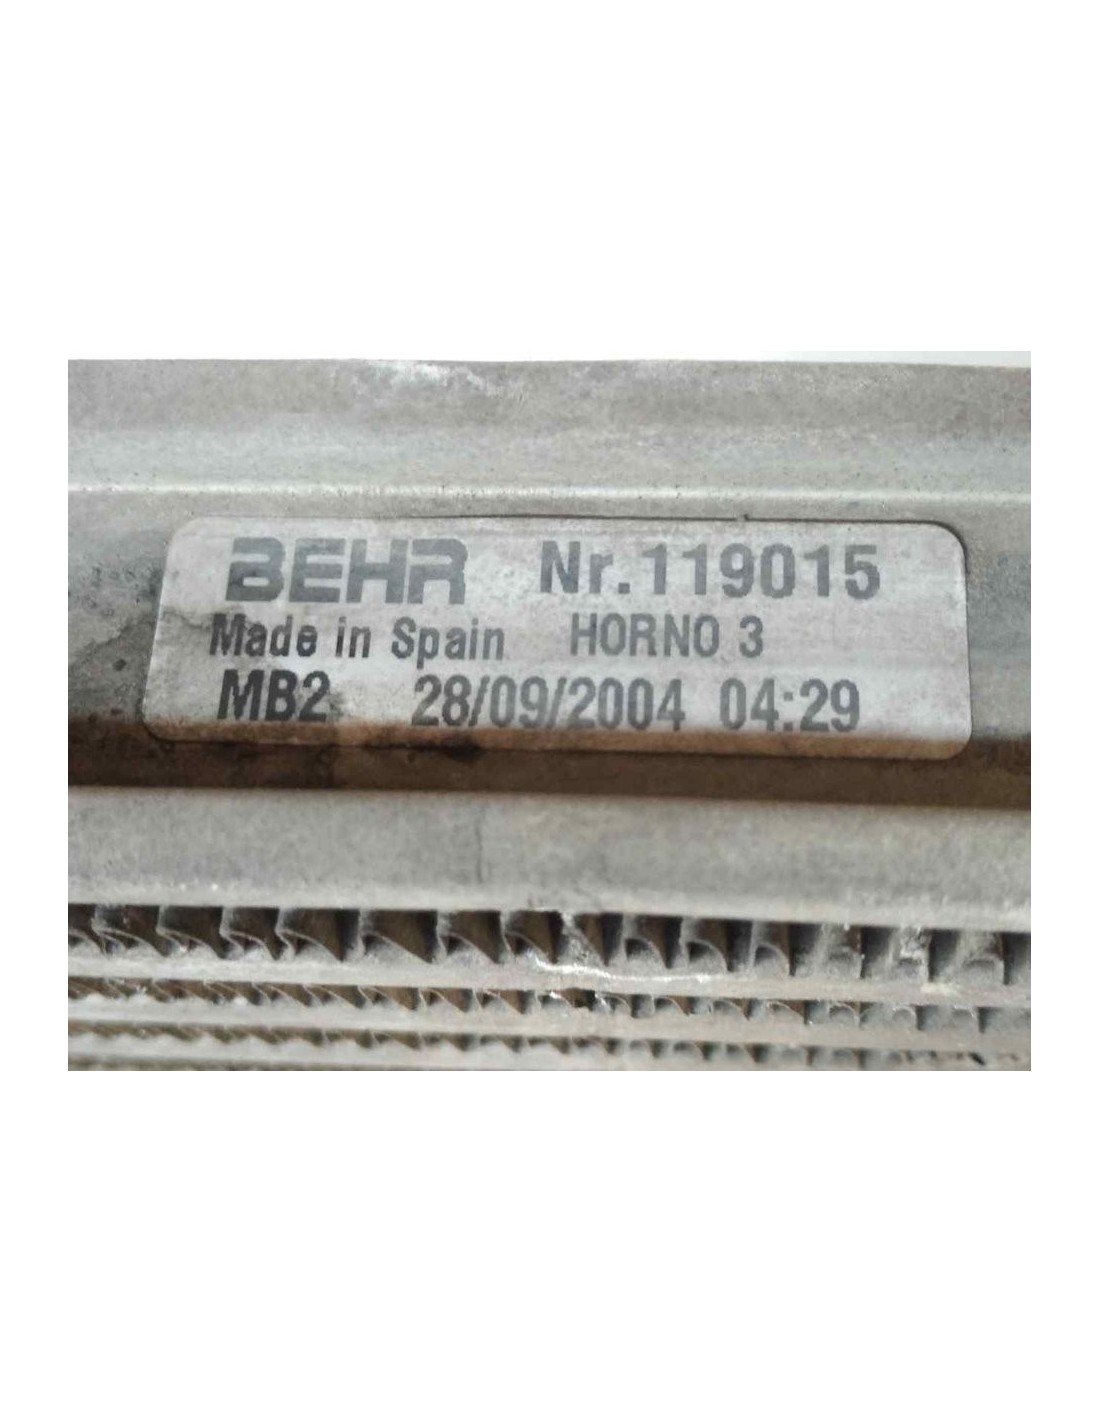 BEHR Nr.119015
Made in Spain HORNO 3
MB2 28/09/2004 04:29